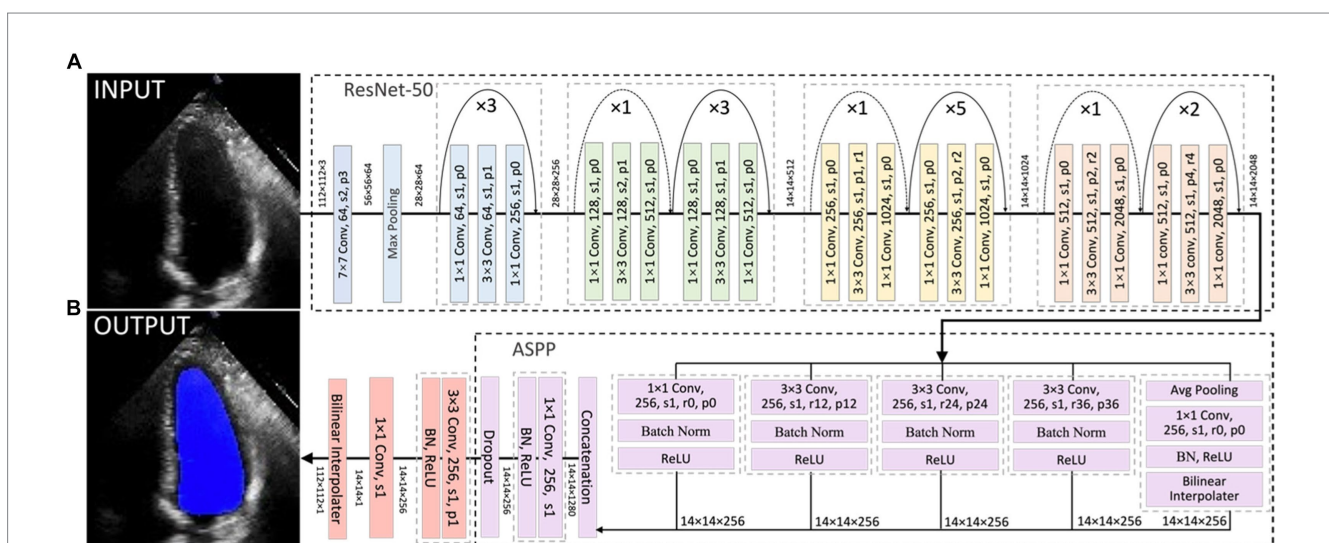 A
INPUT
ResNet-50
112×112×3
7×7 Conv, 64, s2, p3
56×56×64
Max Pooling
28×28×64
×3
1×1 Conv, 64, s1, p0
3×3 Conv, 64, s1, p1
1×1 Conv, 256, s1, p0
28×28×256
×1
1×1 Conv, 128, s1, p0
3×3 Conv, 128, s2, p1
1×1 Conv, 512, s1, p0
×3
1×1 Conv, 128, s1, p0
1×3 Conv, 128, s1, p1
1×1 Conv, 512, s1, p0
14×14×512
×1
1×1 Conv, 256, s1, p0
3×3 Conv, 256, s1, p1, r1
1×1 Conv, 1024, s1, p0
×5
1×1 Conv, 256, s1, p0
3×3 Conv, 256, s1, p2, r2
1×1 Conv, 1024, s1, p0
14×14×1024
×1
1×1 Conv, 512, s1, p0
3×3 Conv, 512, s1, p2, r2
1×1 Conv, 2048, s1, p0
×2
1×1 conv, 512, s1, p0
3×3 conv, 512, s1, p4, r4
1×1 conv, 2048, s1, p0
14×14×2048
B
OUTPUT
ASPP
1×1 Conv,
256, s1, r0, p0
Batch Norm
ReLU
14×14×256
3×3 Conv,
256, s1, r12, p12
Batch Norm
ReLU
14×14×256
3×3 Conv,
256, s1, r24, p24
Batch Norm
ReLU
14×14×256
3×3 Conv,
256, s1, r36, p36
Batch Norm
ReLU
14×14×256
Avg Pooling
1×1 Conv,
256, s1, r0, p0
BN, ReLU
Bilinear
Interpolater
14×14×256
Concatenation
14×14×1280
1×1 Conv, 256, s1
BN, ReLU
14×14×256
Dropout
3×3 Conv, 256, s1, p1
BN, ReLU
14×14×256
1×1 Conv, s1
14×14×1
Bilinear Interpolater
112×112×1